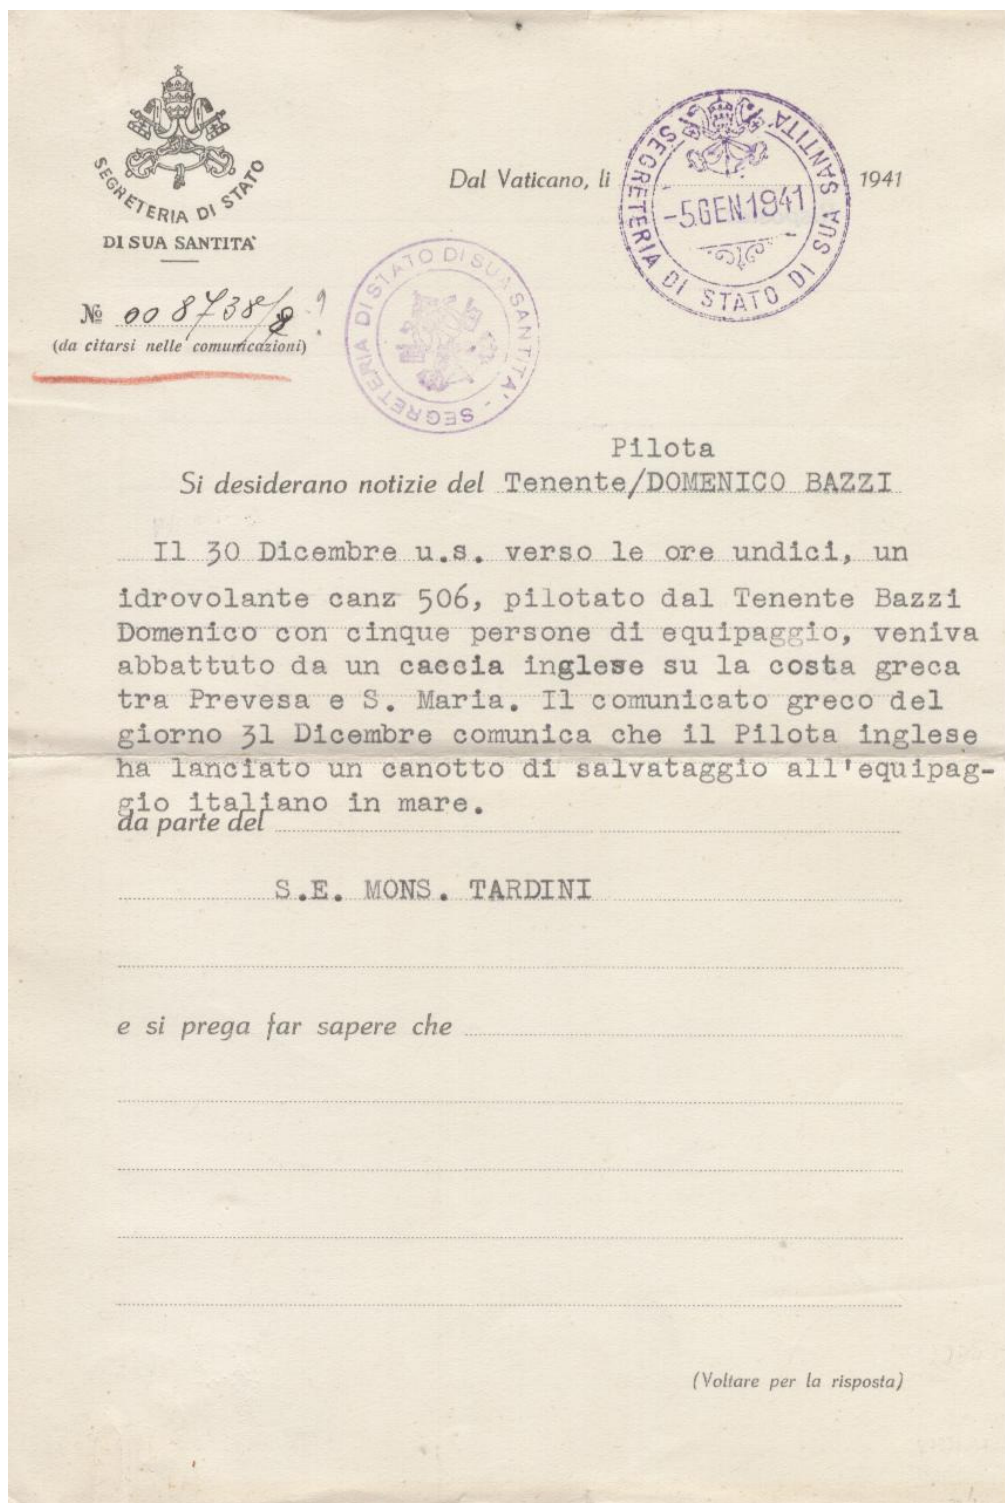 SEGRETERIA DI STATO
DI SUA SANTITA'
Dal Vaticano, li 1941
SEGRETERIA DI STATO DI SUA SANTITA'
-5.GEN.1941
№ 008738/8 ?
(da citarsi nelle comunicazioni)
SEGRETERIA DI STATO DI SUA SANTITA' -
Pilota
Si desiderano notizie del Tenente/DOMENICO BAZZI
Il 30 Dicembre u.s. verso le ore undici, un
idrovolante canz 506, pilotato dal Tenente Bazzi
Domenico con cinque persone di equipaggio, veniva
abbattuto da un caccia inglese su la costa greca
tra Prevesa e S. Maria. Il comunicato greco del
giorno 31 Dicembre comunica che il Pilota inglese
ha lanciato un canotto di salvataggio all'equipag-
gio italiano in mare.
da parte del
S.E. MONS. TARDINI
e si prega far sapere che
(Voltare per la risposta)